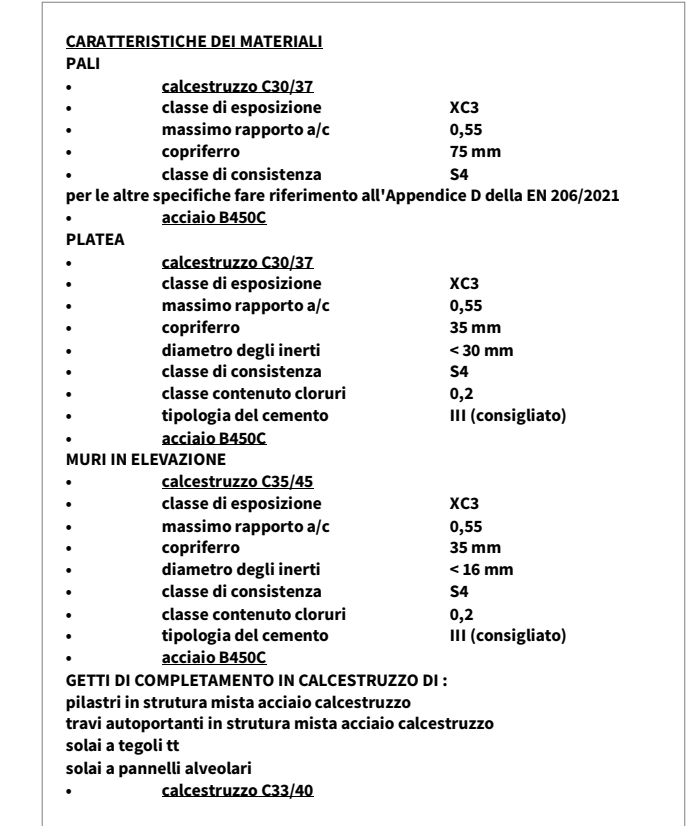 CARATTERISTICHE DEI MATERIALI
PALI
• calcestruzzo C30/37
• classe di esposizione XC3
• massimo rapporto a/c 0,55
• copriferro 75 mm
• classe di consistenza S4
per le altre specifiche fare riferimento all'Appendice D della EN 206/2021
• acciaio B450C
PLATEA
• calcestruzzo C30/37
• classe di esposizione XC3
• massimo rapporto a/c 0,55
• copriferro 35 mm
• diametro degli inerti < 30 mm
• classe di consistenza S4
• classe contenuto cloruri 0,2
• tipologia del cemento III (consigliato)
• acciaio B450C
MURI IN ELEVAZIONE
• calcestruzzo C35/45
• classe di esposizione XC3
• massimo rapporto a/c 0,55
• copriferro 35 mm
• diametro degli inerti < 16 mm
• classe di consistenza S4
• classe contenuto cloruri 0,2
• tipologia del cemento III (consigliato)
• acciaio B450C
GETTI DI COMPLETAMENTO IN CALCESTRUZZO DI :
pilastri in strutura mista acciaio calcestruzzo
travi autoportanti in strutura mista acciaio calcestruzzo
solai a tegoli tt
solai a pannelli alveolari
• calcestruzzo C33/40